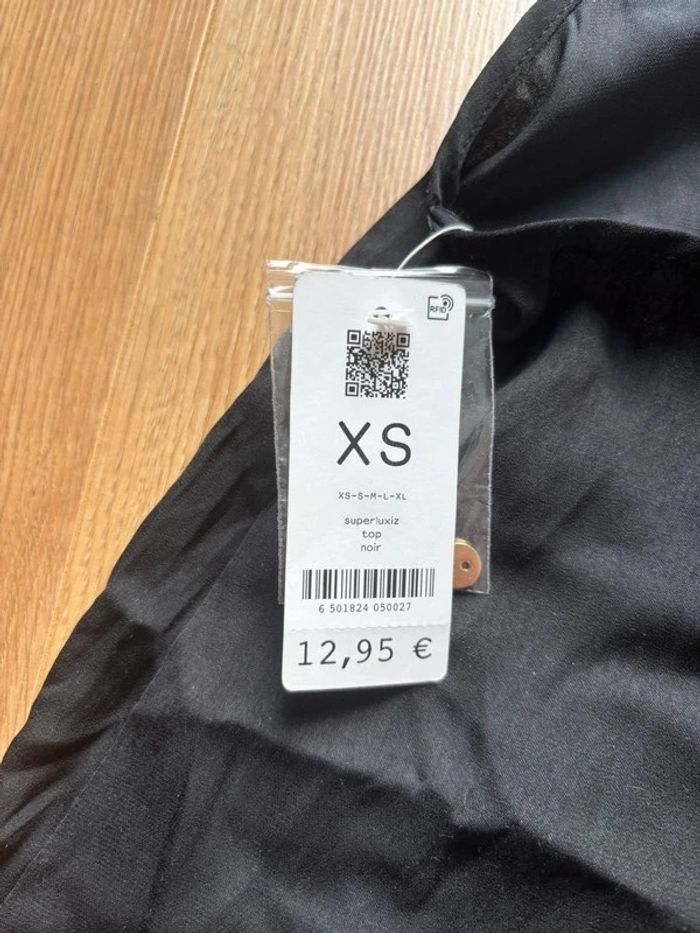 RFID
XS
XS-S-M-L-XL
superluxiz
top
noir
6 501824 050027
12,95 €